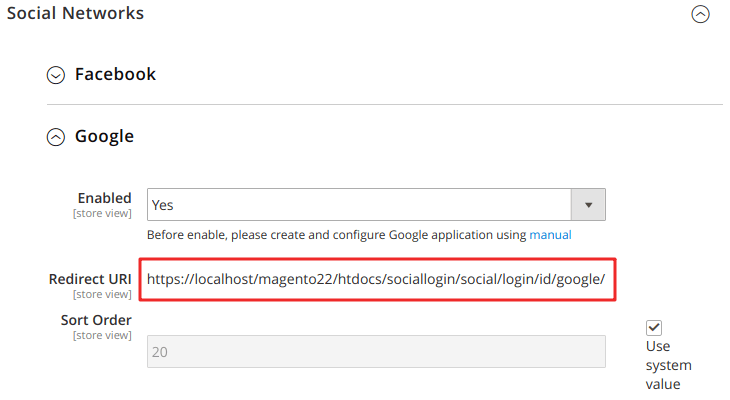 Social Networks
Facebook
Google
Enabled
[store view]
Yes
Before enable, please create and configure Google application using manual
Redirect URI
[store view]
https://localhost/magento22/htdocs/sociallogin/social/login/id/google/
Sort Order
[store view]
20
Use
system
value